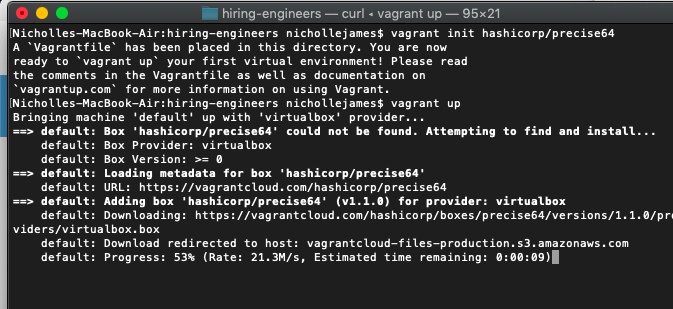 hiring-engineers — curl ◂ vagrant up — 95×21
[Nicholles-MacBook-Air:hiring-engineers nichollejames$ vagrant init hashicorp/precise64
A `Vagrantfile` has been placed in this directory. You are now
ready to `vagrant up` your first virtual environment! Please read
the comments in the Vagrantfile as well as documentation on
`vagrantup.com` for more information on using Vagrant.
[Nicholles-MacBook-Air:hiring-engineers nichollejames$ vagrant up
Bringing machine 'default' up with 'virtualbox' provider...
==> default: Box 'hashicorp/precise64' could not be found. Attempting to find and install...
    default: Box Provider: virtualbox
    default: Box Version: >= 0
==> default: Loading metadata for box 'hashicorp/precise64'
    default: URL: https://vagrantcloud.com/hashicorp/precise64
==> default: Adding box 'hashicorp/precise64' (v1.1.0) for provider: virtualbox
    default: Downloading: https://vagrantcloud.com/hashicorp/boxes/precise64/versions/1.1.0/pro
viders/virtualbox.box
    default: Download redirected to host: vagrantcloud-files-production.s3.amazonaws.com
    default: Progress: 53% (Rate: 21.3M/s, Estimated time remaining: 0:00:09)